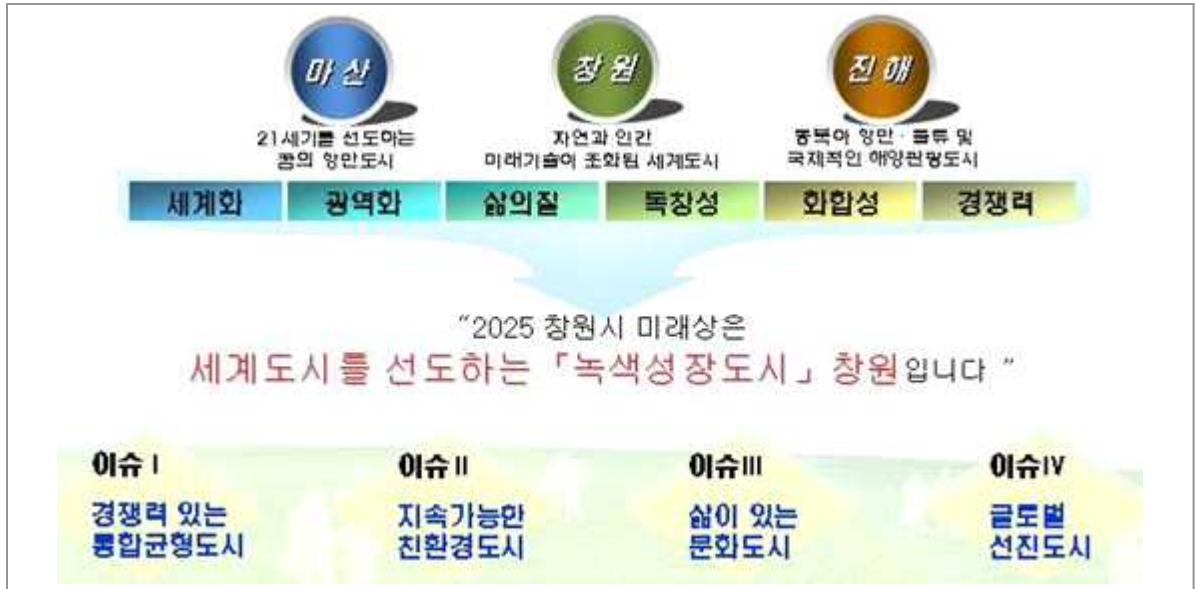 마산
창원
진해
21세기를 선도하는
꿈의 항만도시
자연과 인간
미래기술이 조화된 세계도시
동북아 항만·물류 및
국제적인 해양관광도시
세계화
광역화
삶의질
독창성
화합성
경쟁력
"2025 창원시 미래상은
세계도시를 선도하는 「녹색성장도시」 창원입니다 "
이슈 I
이슈 II
이슈III
이슈IV
경쟁력 있는
통합균형도시
지속가능한
친환경도시
삶이 있는
문화도시
글로벌
선진도시